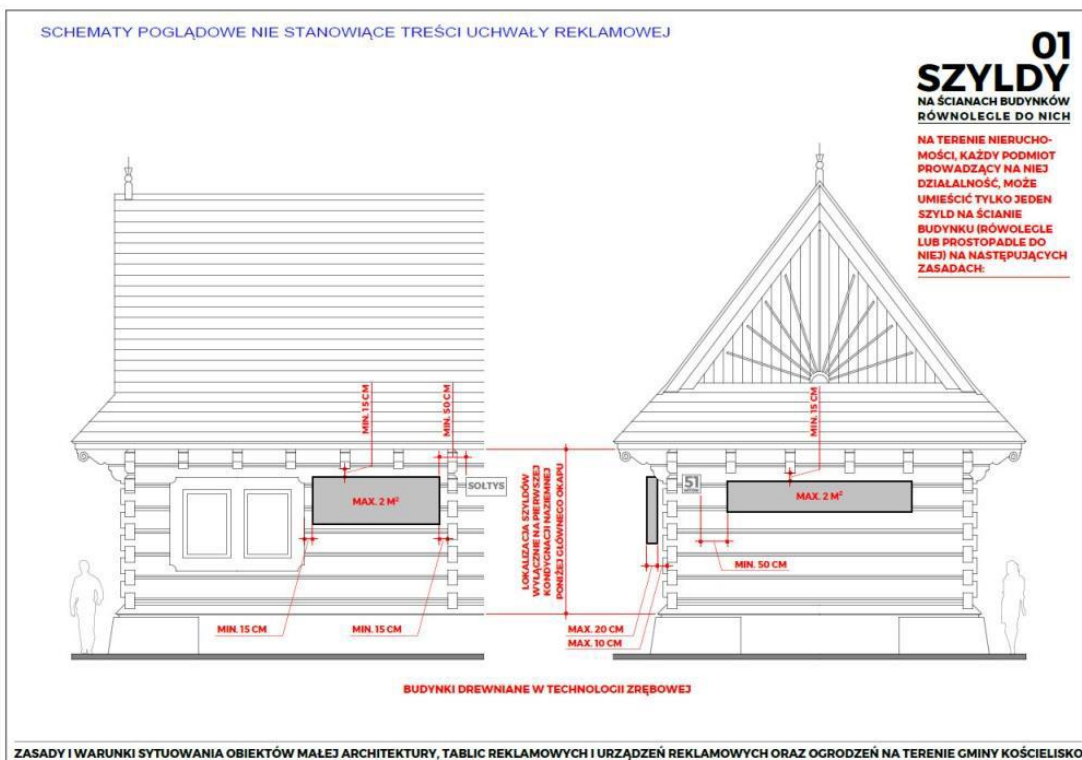 SCHEMATY POGLĄDOWE NIE STANOWIĄCE TREŚCI UCHWAŁY REKLAMOWEJ
01
SZYLDY
NA ŚCIANACH BUDYNKÓW
RÓWNOLEGLE DO NICH
NA TERENIE NIERUCHO-
MOŚCI, KAŻDY PODMIOT
PROWADZĄCY NA NIEJ
DZIAŁALNOŚĆ, MOŻE
UMIEŚCIĆ TYLKO JEDEN
SZYLD NA ŚCIANIE
BUDYNKU (RÓWOLEGLE
LUB PROSTOPADLE DO
NIEJ) NA NASTĘPUJĄCYCH
ZASADACH:
MIN. 15 CM
MIN. 50 CM
SOŁTYS
MAX. 2 M²
MIN. 15 CM
MIN. 15 CM
LOKALIZACJA SZYLDÓW
WYŁĄCZNIE NA PIERWSZEJ
KONDYGNACJI NAZIEMNEJ
PONIŻEJ GŁÓWNEGO OKAPU
MIN. 15 CM
51
MAX. 2 M²
MIN. 50 CM
MAX. 20 CM
MAX. 10 CM
BUDYNKI DREWNIANE W TECHNOLOGII ZRĘBOWEJ
ZASADY I WARUNKI SYTUOWANIA OBIEKTÓW MAŁEJ ARCHITEKTURY, TABLIC REKLAMOWYCH I URZĄDZEŃ REKLAMOWYCH ORAZ OGRODZEŃ NA TERENIE GMINY KOŚCIELISKO